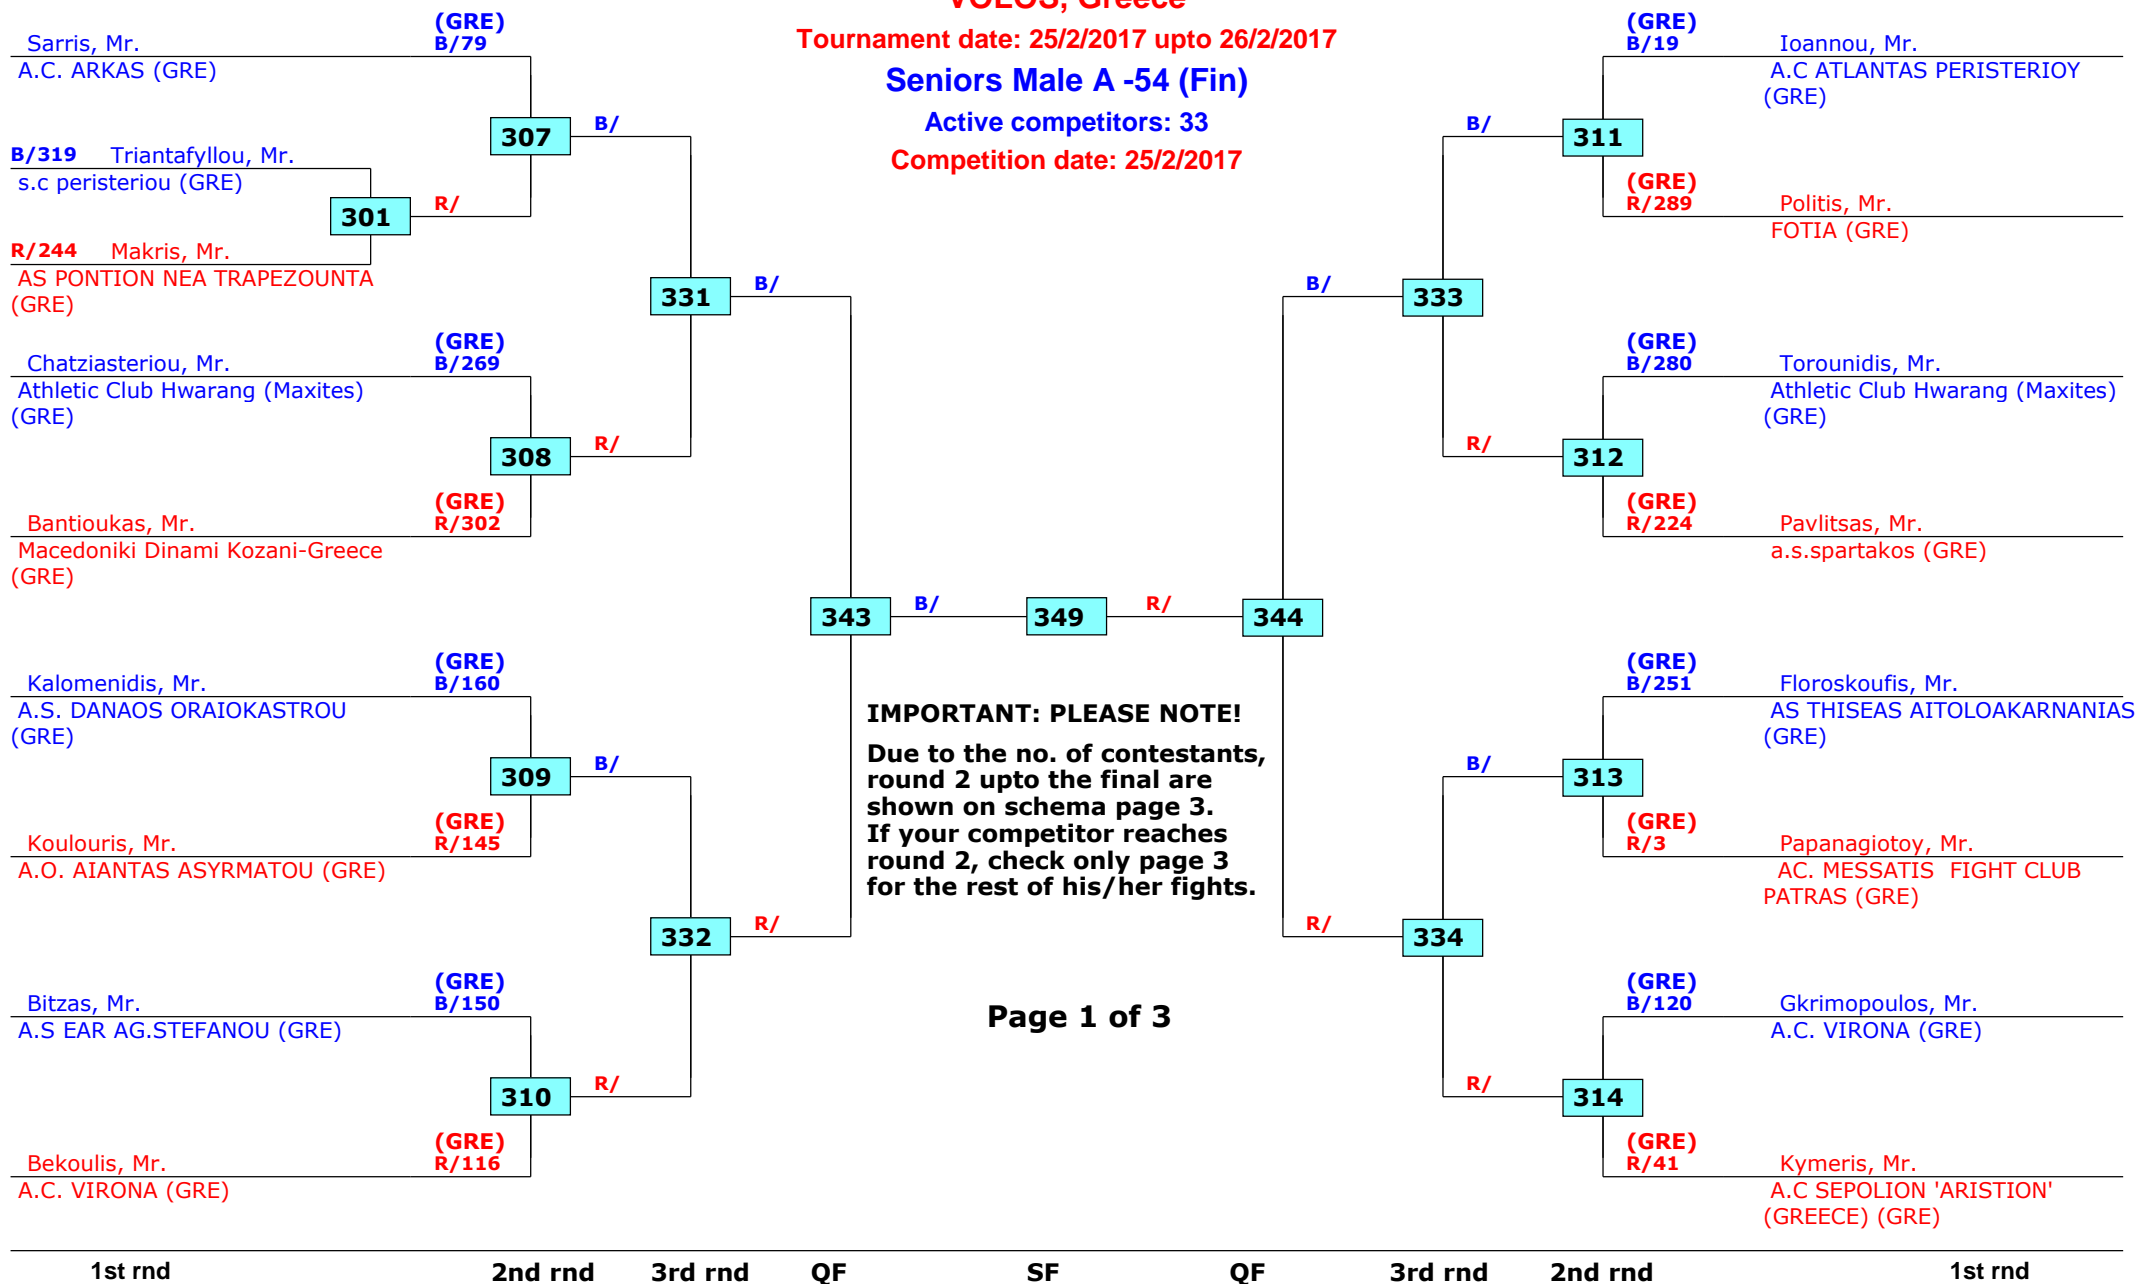 VOLOS, Greece
Tournament date: 25/2/2017 upto 26/2/2017
Seniors Male A -54 (Fin)
Active competitors: 33
Competition date: 25/2/2017
(GRE)
Sarris, Mr. B/79
A.C. ARKAS (GRE)
307
B/
B/319 Triantafyllou, Mr.
s.c peristeriou (GRE)
301
R/
R/244 Makris, Mr.
AS PONTION NEA TRAPEZOUNTA
(GRE)
331
B/
(GRE)
Chatziasteriou, Mr. B/269
Athletic Club Hwarang (Maxites)
(GRE)
308
R/
(GRE)
Bantioukas, Mr. R/302
Macedoniki Dinami Kozani-Greece
(GRE)
343
B/
349
R/
344
(GRE)
Kalomenidis, Mr. B/160
A.S. DANAOS ORAIOKASTROU
(GRE)
309
B/
(GRE)
Koulouris, Mr. R/145
A.O. AIANTAS ASYRMATOU (GRE)
332
R/
(GRE)
Bitzas, Mr. B/150
A.S EAR AG.STEFANOU (GRE)
310
R/
(GRE)
Bekoulis, Mr. R/116
A.C. VIRONA (GRE)
IMPORTANT: PLEASE NOTE!
Due to the no. of contestants,
round 2 upto the final are
shown on schema page 3.
If your competitor reaches
round 2, check only page 3
for the rest of his/her fights.
Page 1 of 3
(GRE)
B/19 Ioannou, Mr.
A.C ATLANTAS PERISTERIOY
(GRE)
B/
311
(GRE)
R/289 Politis, Mr.
FOTIA (GRE)
B/
333
(GRE)
B/280 Torounidis, Mr.
Athletic Club Hwarang (Maxites)
(GRE)
R/
312
(GRE)
R/224 Pavlitsas, Mr.
a.s.spartakos (GRE)
(GRE)
B/251 Floroskoufis, Mr.
AS THISEAS AITOLOAKARNANIAS
(GRE)
B/
313
(GRE)
R/3 Papanagiotoy, Mr.
AC. MESSATIS FIGHT CLUB
PATRAS (GRE)
R/
334
(GRE)
B/120 Gkrimopoulos, Mr.
A.C. VIRONA (GRE)
R/
314
(GRE)
R/41 Kymeris, Mr.
A.C SEPOLION 'ARISTION'
(GREECE) (GRE)
1st rnd 2nd rnd 3rd rnd QF SF QF 3rd rnd 2nd rnd 1st rnd